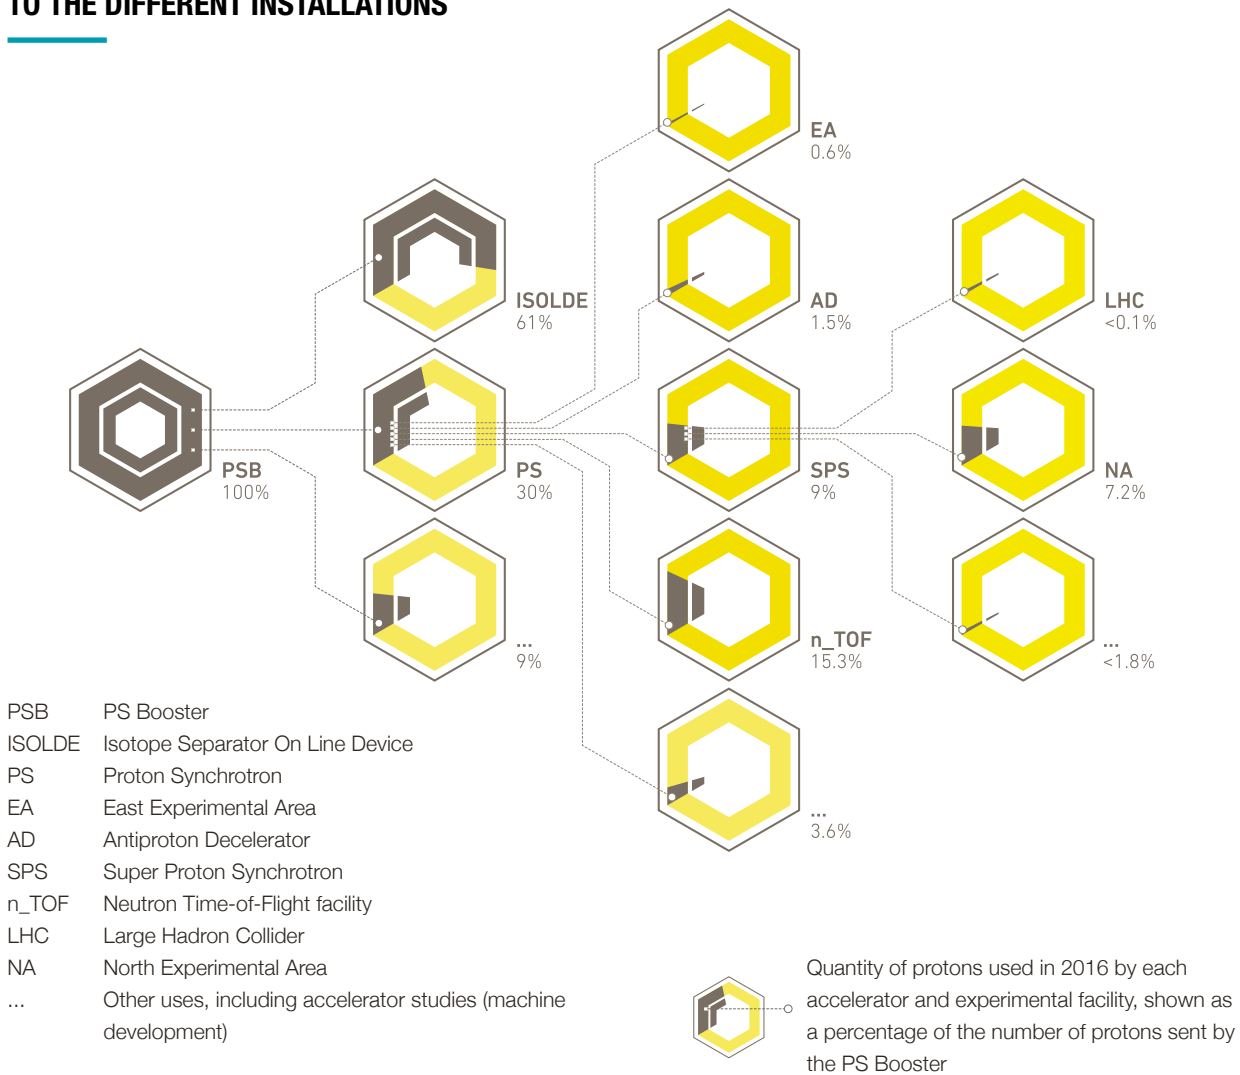 TO THE DIFFERENT INSTALLATIONS
EA
0.6%
ISOLDE
61%
AD
1.5%
LHC
<0.1%
PSB
100%
PS
30%
SPS
9%
NA
7.2%
...
9%
n_TOF
15.3%
...
<1.8%
...
3.6%
PSB PS Booster
ISOLDE Isotope Separator On Line Device
PS Proton Synchrotron
EA East Experimental Area
AD Antiproton Decelerator
SPS Super Proton Synchrotron
n_TOF Neutron Time-of-Flight facility
LHC Large Hadron Collider
NA North Experimental Area
... Other uses, including accelerator studies (machine
development)
Quantity of protons used in 2016 by each
accelerator and experimental facility, shown as
a percentage of the number of protons sent by
the PS Booster